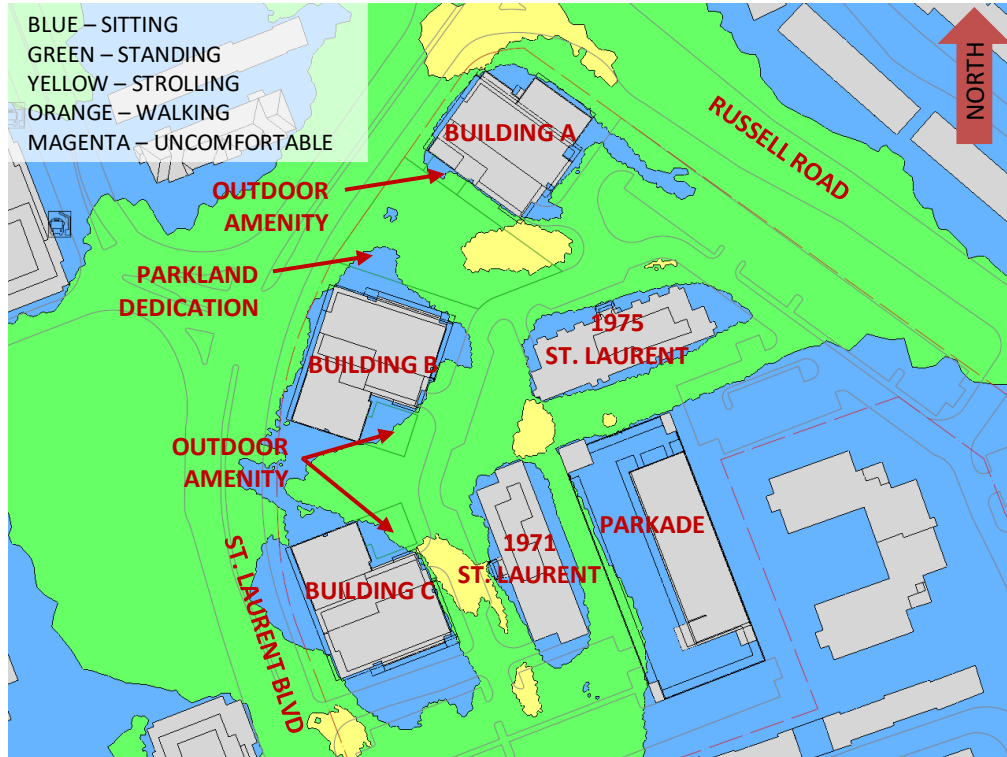 BLUE – SITTING
GREEN – STANDING
YELLOW – STROLLING
ORANGE – WALKING
MAGENTA – UNCOMFORTABLE
NORTH
BUILDING A
RUSSELL ROAD
OUTDOOR
AMENITY
PARKLAND
DEDICATION
1975
ST. LAURENT
BUILDING B
OUTDOOR
AMENITY
PARKADE
1971
ST. LAURENT
BUILDING C
ST. LAURENT BLVD